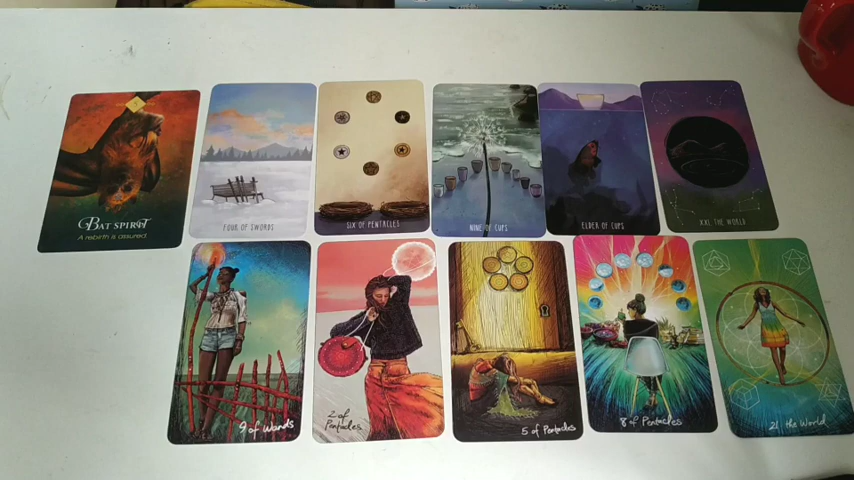 BAT SPIRIT
A rebirth is assured
FOUR OF SWORDS
SIX OF PENTACLES
NINE OF CUPS
ELDER OF CUPS
XXI. THE WORLD
9 of Wands
2 of
Pentacles
5 of Pentacles
8 of Pentacles
21 the World